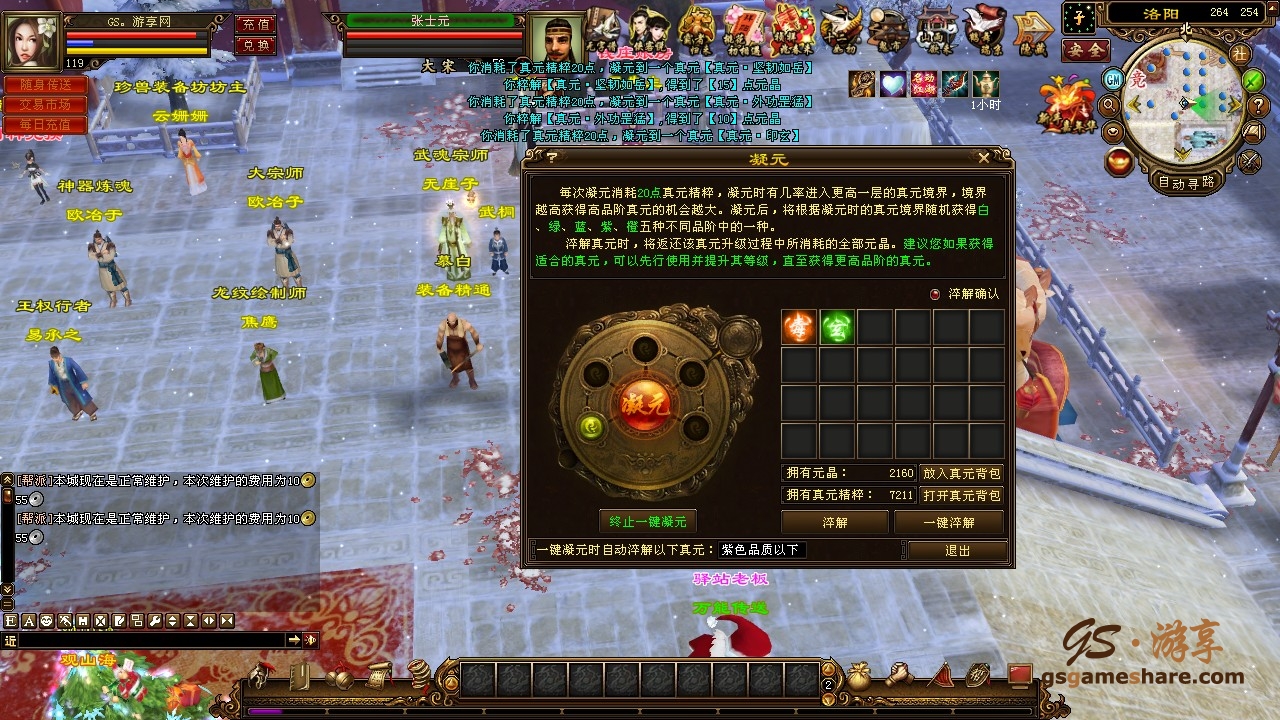 GS。游享网
119
充值
兑换
随身传送
交易市场
每日充值
张士元
大宋
你消耗了真元精粹20点，凝元到一个真元【真元·坚韧如岳】
你粹解【真元·坚韧如岳】，得到了【15】点元晶
你消耗了真元精粹20点，凝元到一个真元【真元·外功罡猛】
你粹解【真元·外功罡猛】，得到了【10】点元晶
你消耗了真元精粹20点，凝元到一个真元【真元·印玄】
1小时
子
洛阳
264 254
北
安全
GM
竞
壮
自动寻路
珍兽装备坊坊主
云姗姗
神器炼魂
欧冶子
大宗师
欧冶子
武魂宗师
无崖子
武桐
慕白
装备精通
王权行者
易承之
龙纹绘制师
焦鹰
凝元
每次凝元消耗20点真元精粹，凝元时有几率进入更高一层的真元境界，境界
越高获得高品阶真元的机会越大。凝元后，将根据凝元时的真元境界随机获得白
、绿、蓝、紫、橙五种不同品阶中的一种。
淬解真元时，将返还该真元升级过程中所消耗的全部元晶。建议您如果获得
适合的真元，可以先行使用并提升其等级，直至获得更高品阶的真元。
淬解确认
凝元
拥有元晶： 2160
放入真元背包
拥有真元精粹： 7211
打开真元背包
终止一键凝元
淬解
一键淬解
一键凝元时自动淬解以下真元：
紫色品质以下
退出
[帮派]本城现在是正常维护，本次维护的费用为10
55
[帮派]本城现在是正常维护，本次维护的费用为10
55
近
观山海
驿站老板
万能传送
2
GS·游享
gsgameshare.com